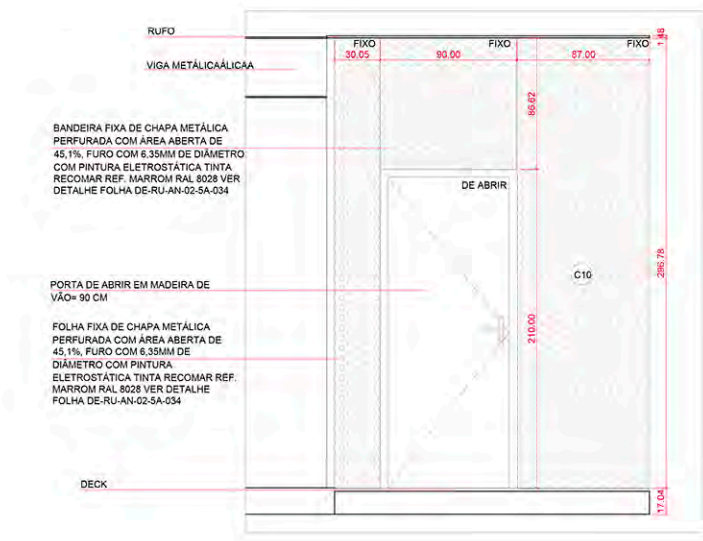 RUFO
FIXO FIXO FIXO
30.05 90.00 87.00
1.48
VIGA METÁLICAÁLICAA
86.62
BANDEIRA FIXA DE CHAPA METÁLICA
PERFURADA COM ÁREA ABERTA DE
45,1%, FURO COM 6,35MM DE DIÂMETRO
COM PINTURA ELETROSTÁTICA TINTA
RECOMAR REF. MARROM RAL 8028 VER
DETALHE FOLHA DE-RU-AN-02-5A-034
DE ABRIR
C10
296.78
PORTA DE ABRIR EM MADEIRA DE
VÃO= 90 CM
210.00
FOLHA FIXA DE CHAPA METÁLICA
PERFURADA COM ÁREA ABERTA DE
45,1%, FURO COM 6,35MM DE
DIÂMETRO COM PINTURA
ELETROSTÁTICA TINTA RECOMAR REF.
MARROM RAL 8028 VER DETALHE
FOLHA DE-RU-AN-02-5A-034
DECK
17.04